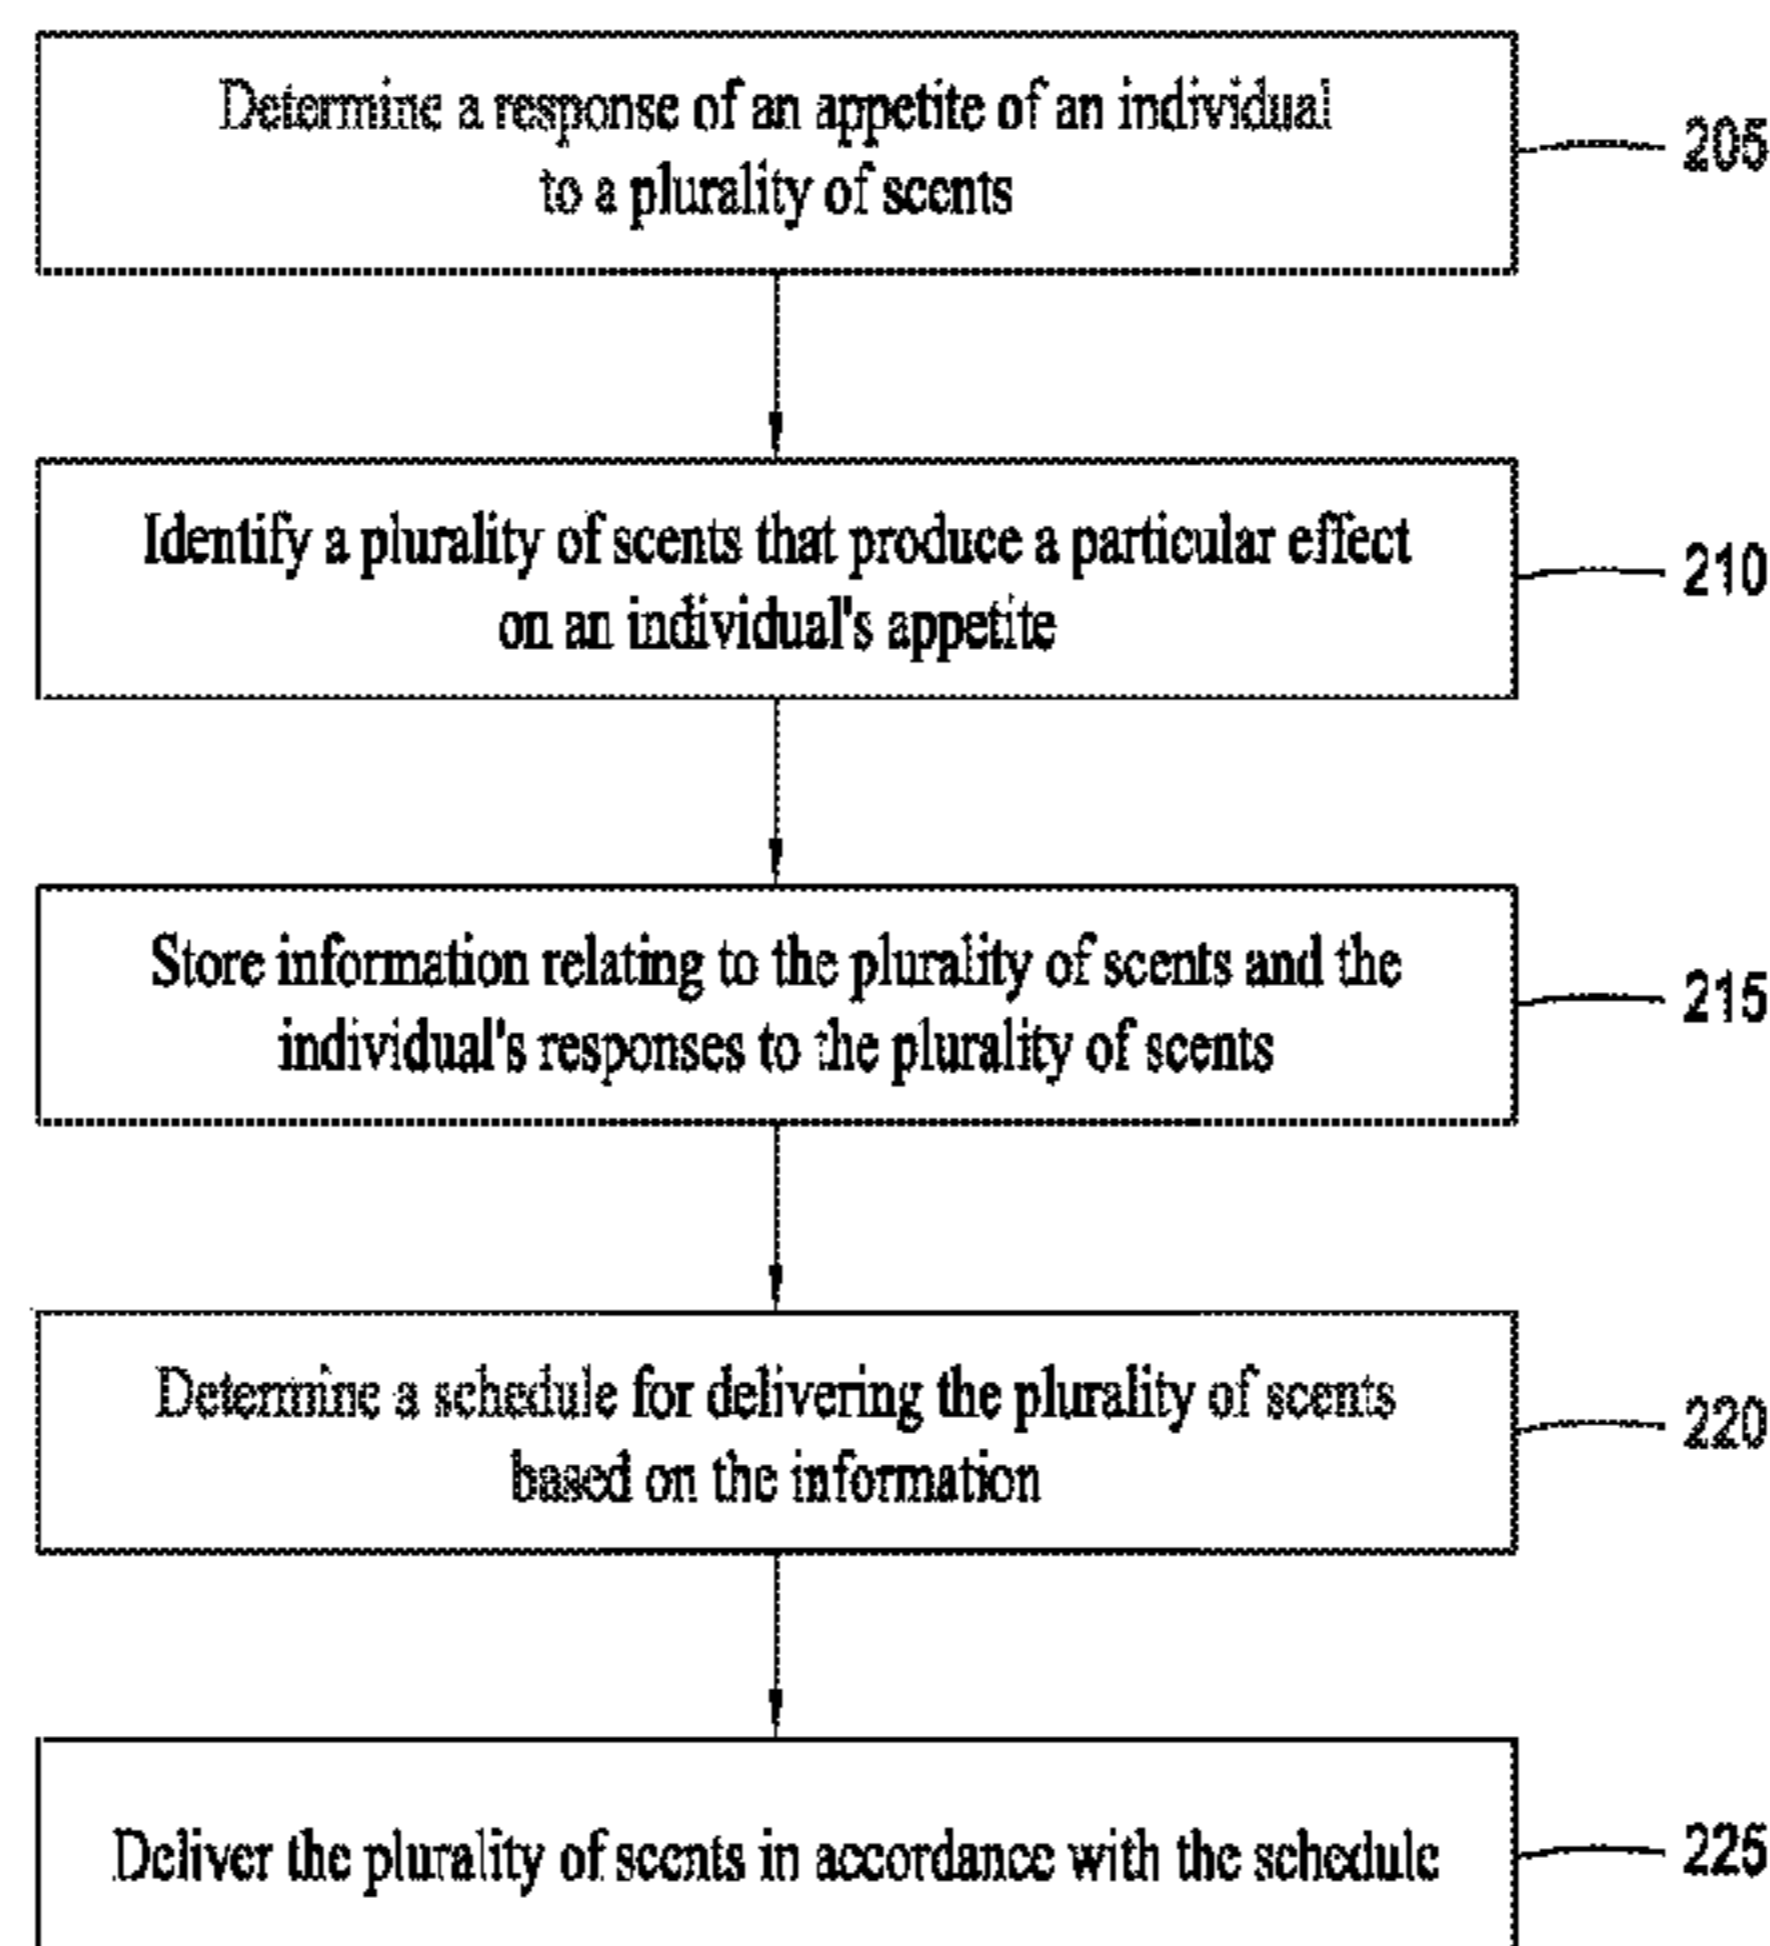 Determine a response of an appetite of an individual
to a plurality of scents
205
Identify a plurality of scents that produce a particular effect
on an individual's appetite
210
Store information relating to the plurality of scents and the
individual's responses to the plurality of scents
215
Determine a schedule for delivering the plurality of scents
based on the information
220
Deliver the plurality of scents in accordance with the schedule
225